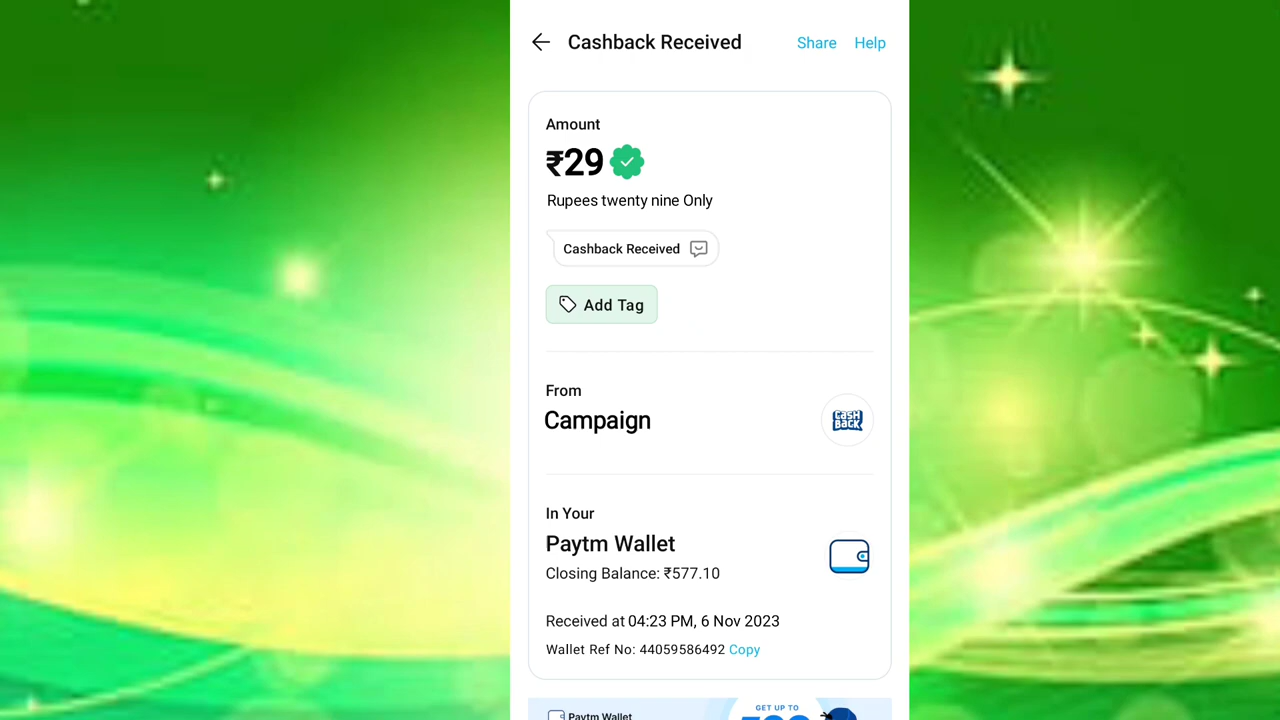 Cashback Received
Share
Help
Amount
₹29
Rupees twenty nine Only
Cashback Received
Add Tag
From
Campaign
CASH
BACK
In Your
Paytm Wallet
Closing Balance: ₹577.10
Received at 04:23 PM, 6 Nov 2023
Wallet Ref No: 44059586492 Copy
Paytm Wallet
GET UP TO